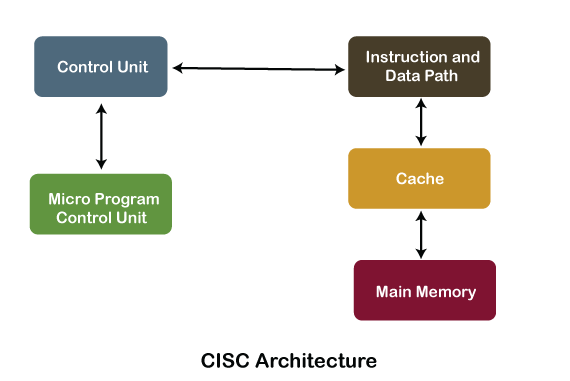 Control Unit
Instruction and
Data Path
Micro Program
Control Unit
Cache
Main Memory
CISC Architecture